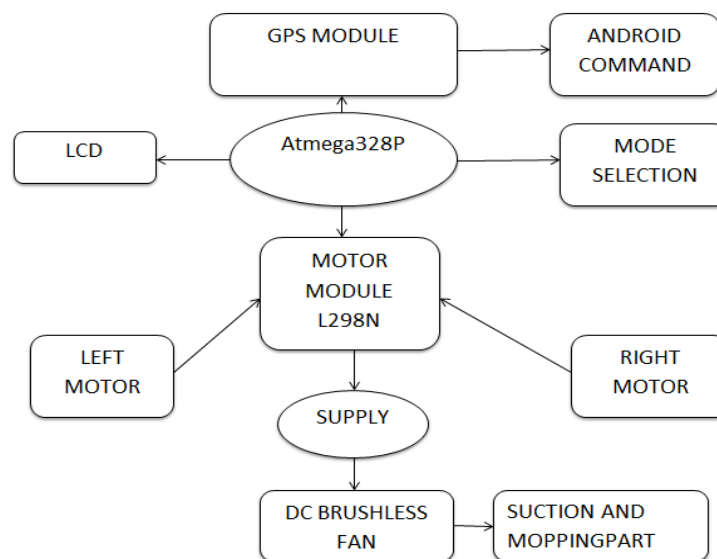 GPS MODULE
ANDROID
COMMAND
LCD
Atmega328P
MODE
SELECTION
MOTOR
MODULE
L298N
LEFT
MOTOR
RIGHT
MOTOR
SUPPLY
DC BRUSHLESS
FAN
SUCTION AND
MOPPINGPART